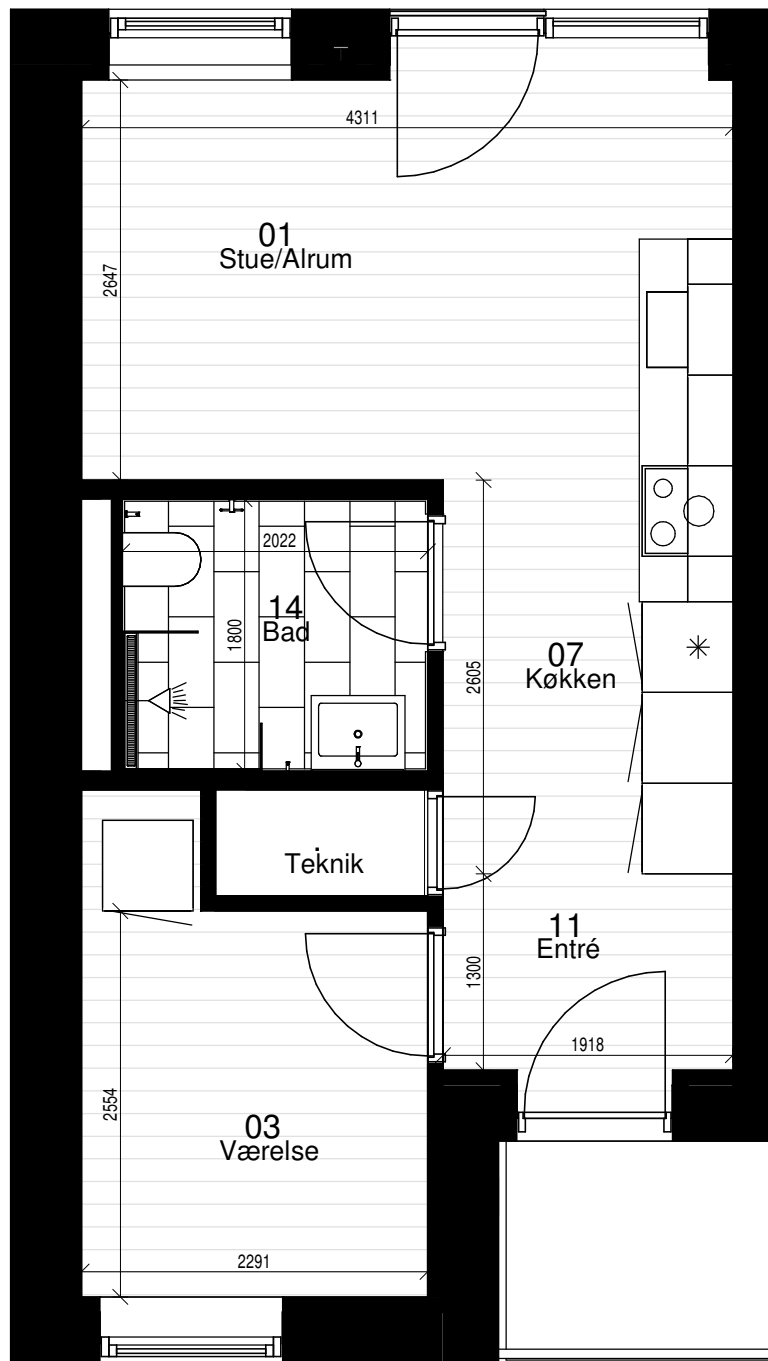 4311
01
Stue/Alrum
2647
2022
14
Bad
1800
07
Køkken
2605
Teknik
11
Entré
1300
1918
2554
03
Værelse
2291